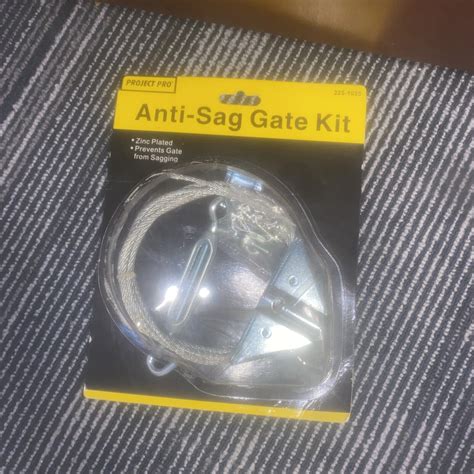 PROJECT PRO
Anti-Sag Gate Kit
• Zinc Plated
• Prevents Gate
from Sagging